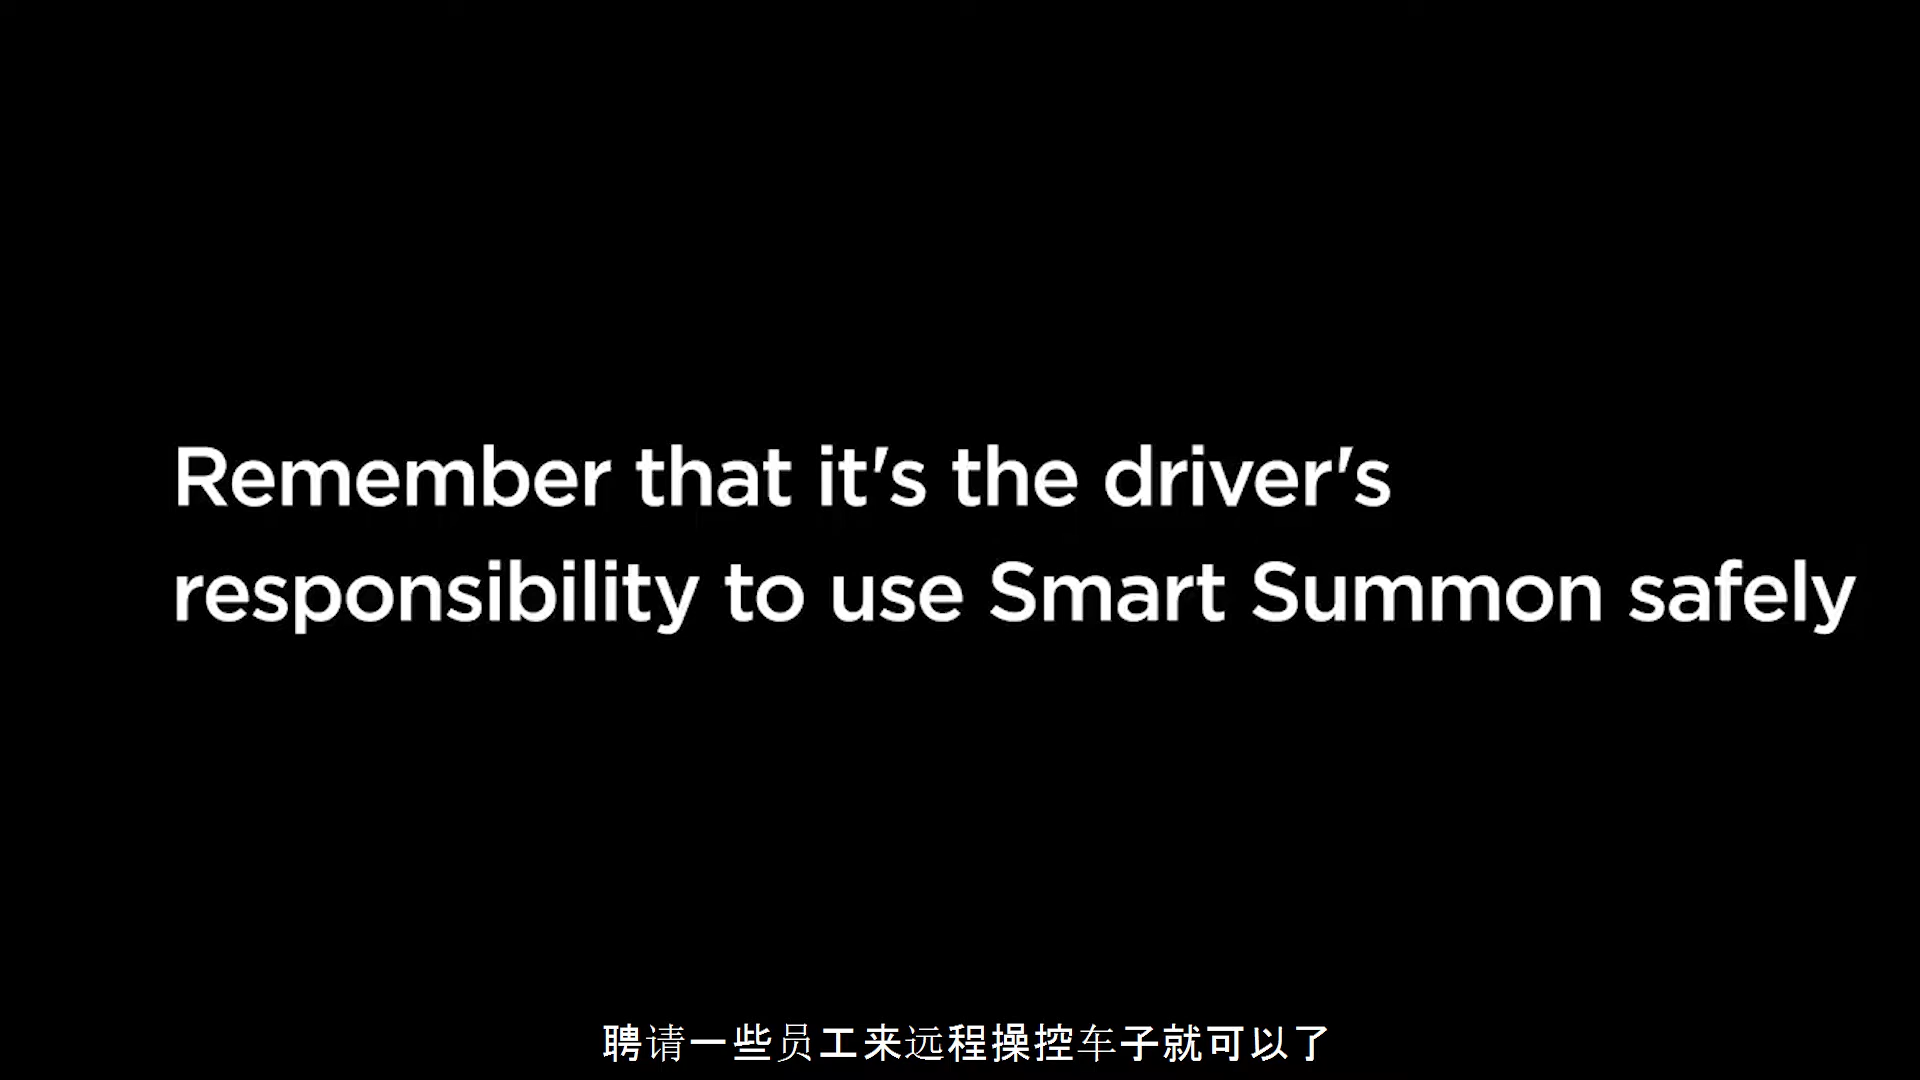 Remember that it's the driver's
responsibility to use Smart Summon safely
聘请一些员工来远程操控车子就可以了